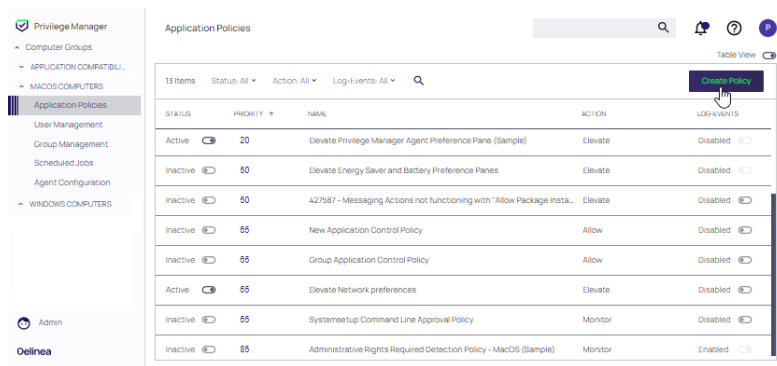 Privilege Manager
Application Policies
P
Computer Groups
Table View
APPLICATION COMPATIBILI...
MACOS COMPUTERS
Application Policies
User Management
Group Management
Scheduled Jobs
Agent Configuration
WINDOWS COMPUTERS
Admin
Delinea
13 Items Status: All Action: All Log-Events: All Create Policy
STATUS PRIORITY NAME ACTION LOG-EVENTS
Active 20 Elevate Privilege Manager Agent Preference Pane (Sample) Elevate Disabled
Inactive 50 Elevate Energy Saver and Battery Preference Panes Elevate Disabled
Inactive 50 427587 - Messaging Actions not functioning with "Allow Package Insta... Elevate Disabled
Inactive 65 New Application Control Policy Allow Disabled
Inactive 65 Group Application Control Policy Allow Disabled
Active 65 Elevate Network preferences Elevate Disabled
Inactive 65 Systemsetup Command Line Approval Policy Monitor Disabled
Inactive 85 Administrative Rights Required Detection Policy - MacOS (Sample) Monitor Enabled